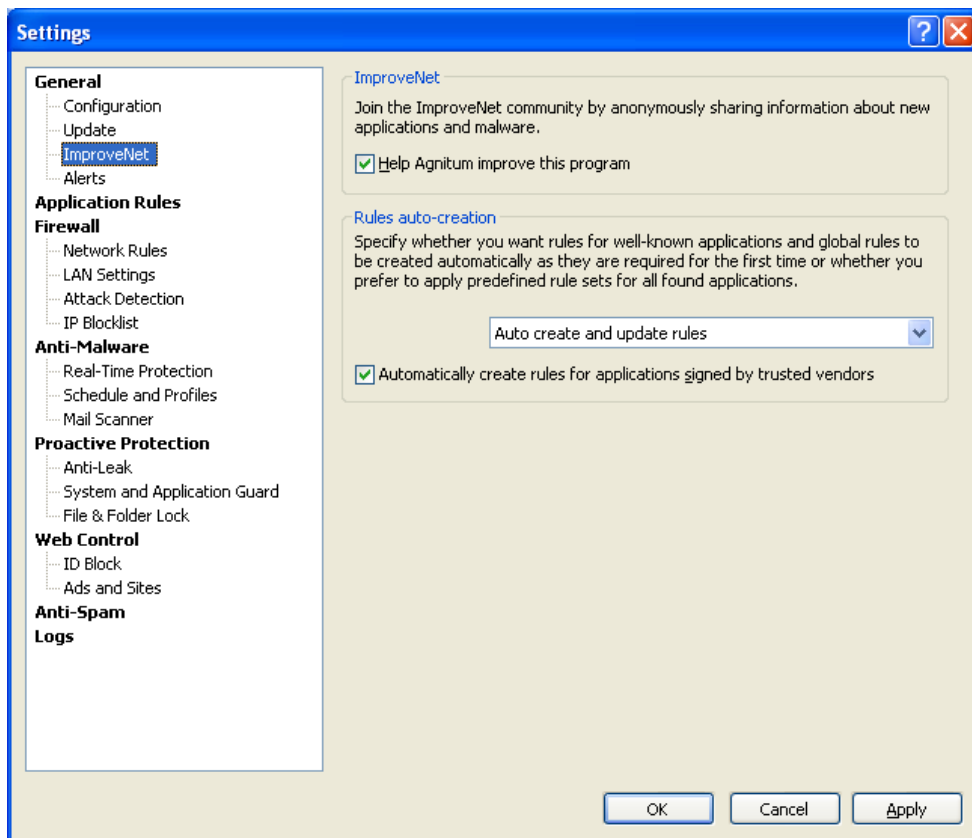 Settings
General
Configuration
Update
ImproveNet
Alerts
Application Rules
Firewall
Network Rules
LAN Settings
Attack Detection
IP Blocklist
Anti-Malware
Real-Time Protection
Schedule and Profiles
Mail Scanner
Proactive Protection
Anti-Leak
System and Application Guard
File & Folder Lock
Web Control
ID Block
Ads and Sites
Anti-Spam
Logs
ImproveNet
Join the ImproveNet community by anonymously sharing information about new
applications and malware.
Help Agnitum improve this program
Rules auto-creation
Specify whether you want rules for well-known applications and global rules to
be created automatically as they are required for the first time or whether you
prefer to apply predefined rule sets for all found applications.
Auto create and update rules
Automatically create rules for applications signed by trusted vendors
OK
Cancel
Apply